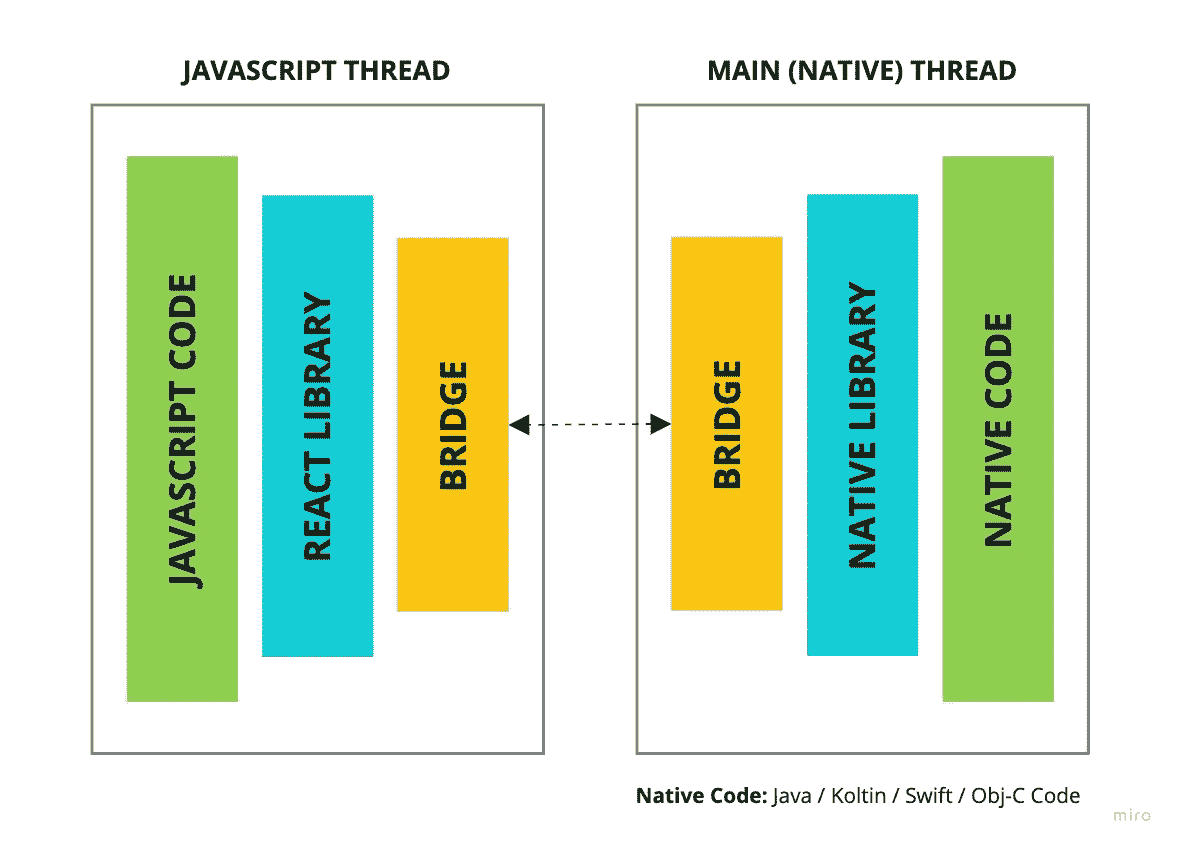 JAVASCRIPT THREAD
MAIN (NATIVE) THREAD
JAVASCRIPT CODE
REACT LIBRARY
BRIDGE
BRIDGE
NATIVE LIBRARY
NATIVE CODE
Native Code: Java / Koltin / Swift / Obj-C Code
miro